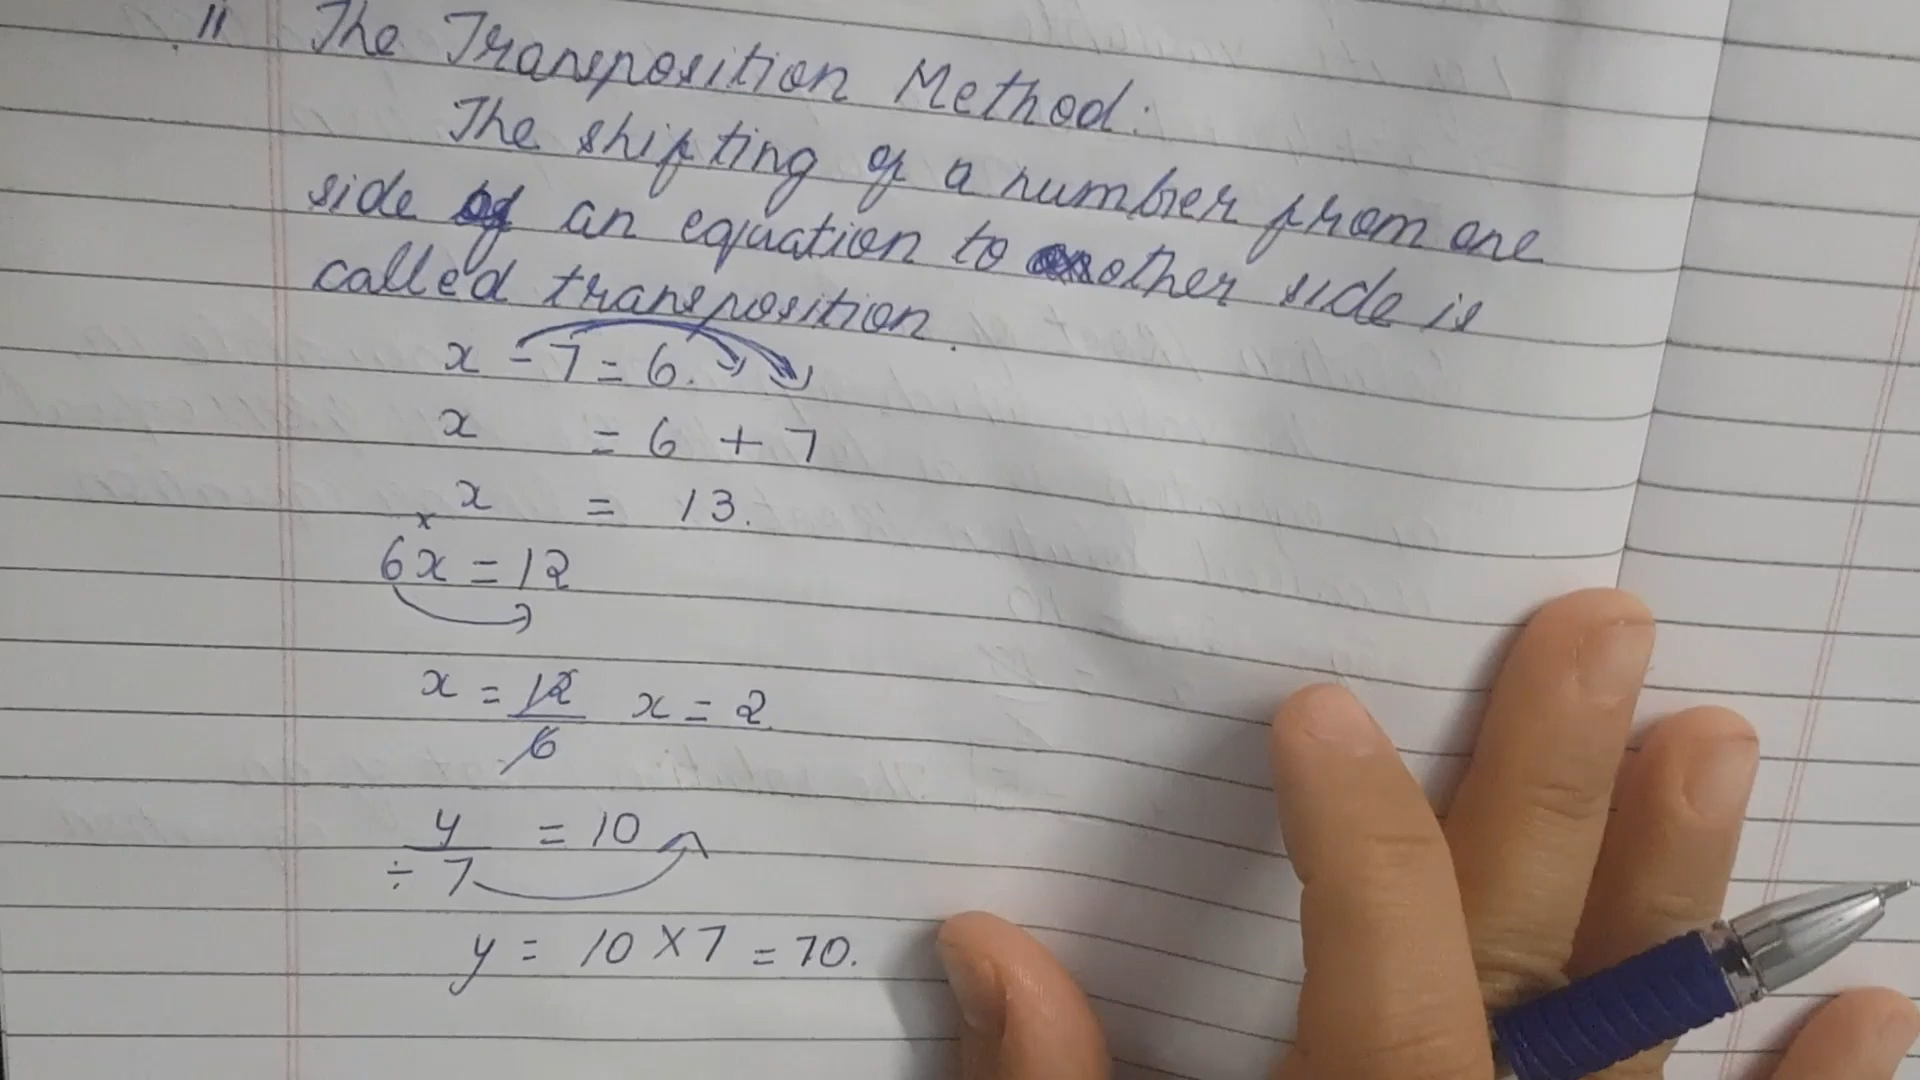 ii The Transposition Method:
The shifting of a number from one
side of an equation to other side is
called transposition.
x - 7 = 6.
x = 6 + 7
x = 13.
×
6x = 12
x = 12/6 x = 2
y/÷ 7 = 10
y = 10 × 7 = 70.